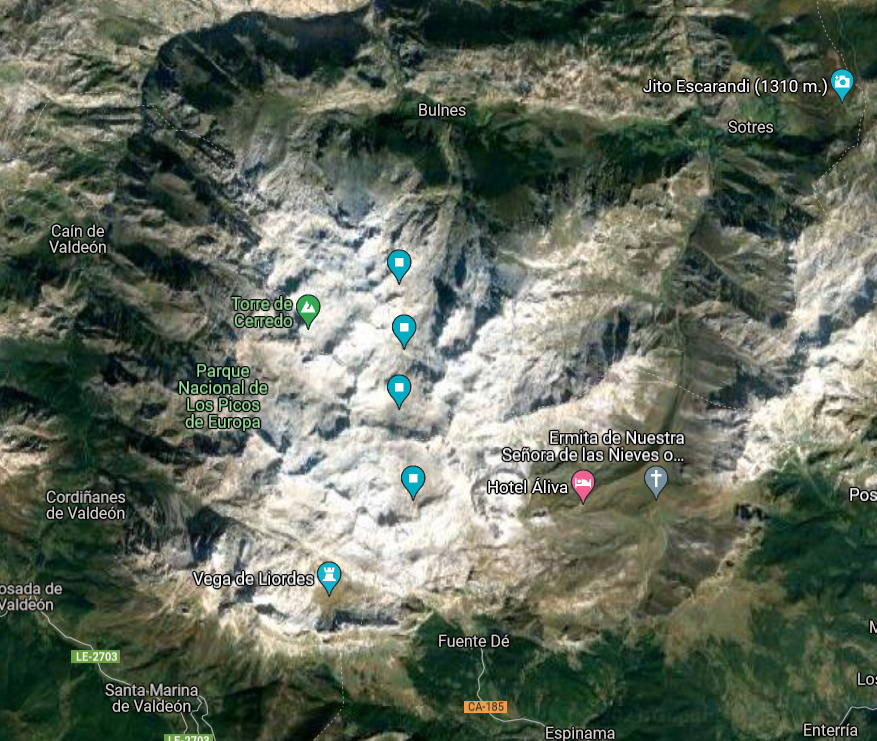 Jito Escarandi (1310 m.)
Bulnes
Sotres
Caín de
Valdeón
Torre de
Cerredo
Parque
Nacional de
Los Picos
de Europa
Ermita de Nuestra
Señora de las Nieves o...
Hotel Áliva
Cordiñanes
de Valdeón
Pos
Vega de Liordes
osada de
Valdeón
Fuente Dé
M
LE-2703
Los
Santa Marina
de Valdeón
CA-185
Espinama
Enterría
LE-2703